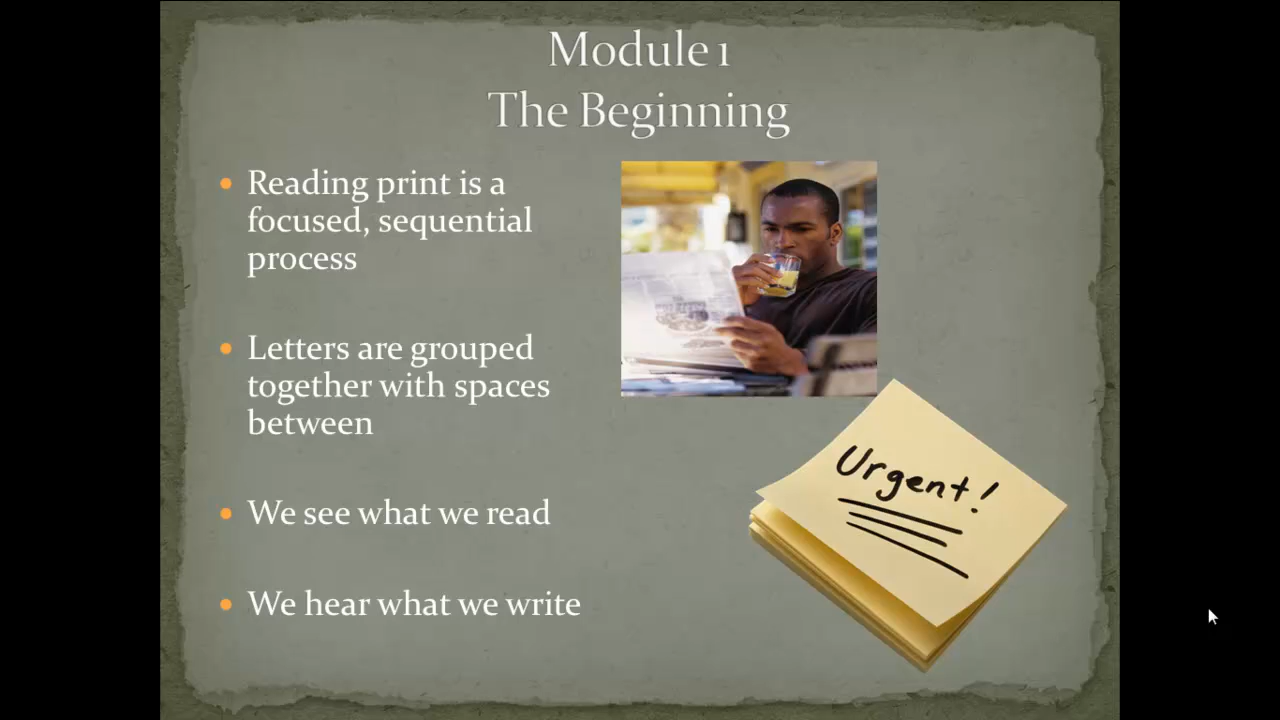 Module 1
The Beginning
Reading print is a
focused, sequential
process
Letters are grouped
together with spaces
between
We see what we read
We hear what we write
Urgent!